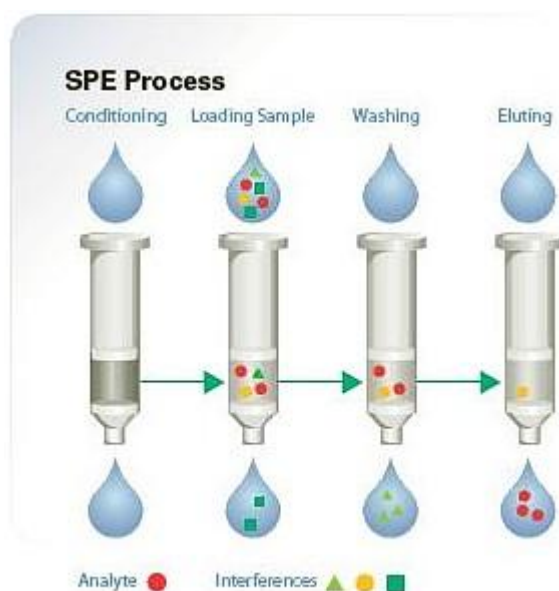 SPE Process
Conditioning Loading Sample Washing Eluting
Analyte Interferences